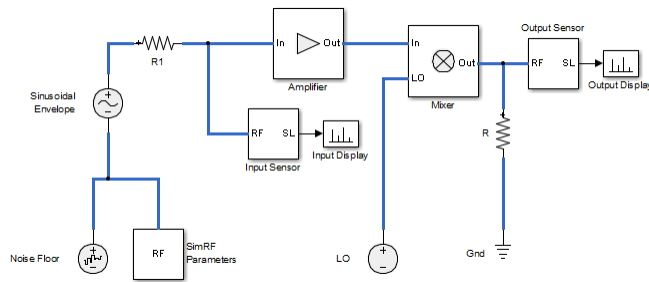 Output Sensor
R1
In
Out
Amplifier
In
LO
Out
Mixer
RF
SL
Output Display
Sinusoidal
Envelope
RF
SL
Input Sensor
Input Display
R
Noise Floor
RF
SimRF
Parameters
LO
Gnd